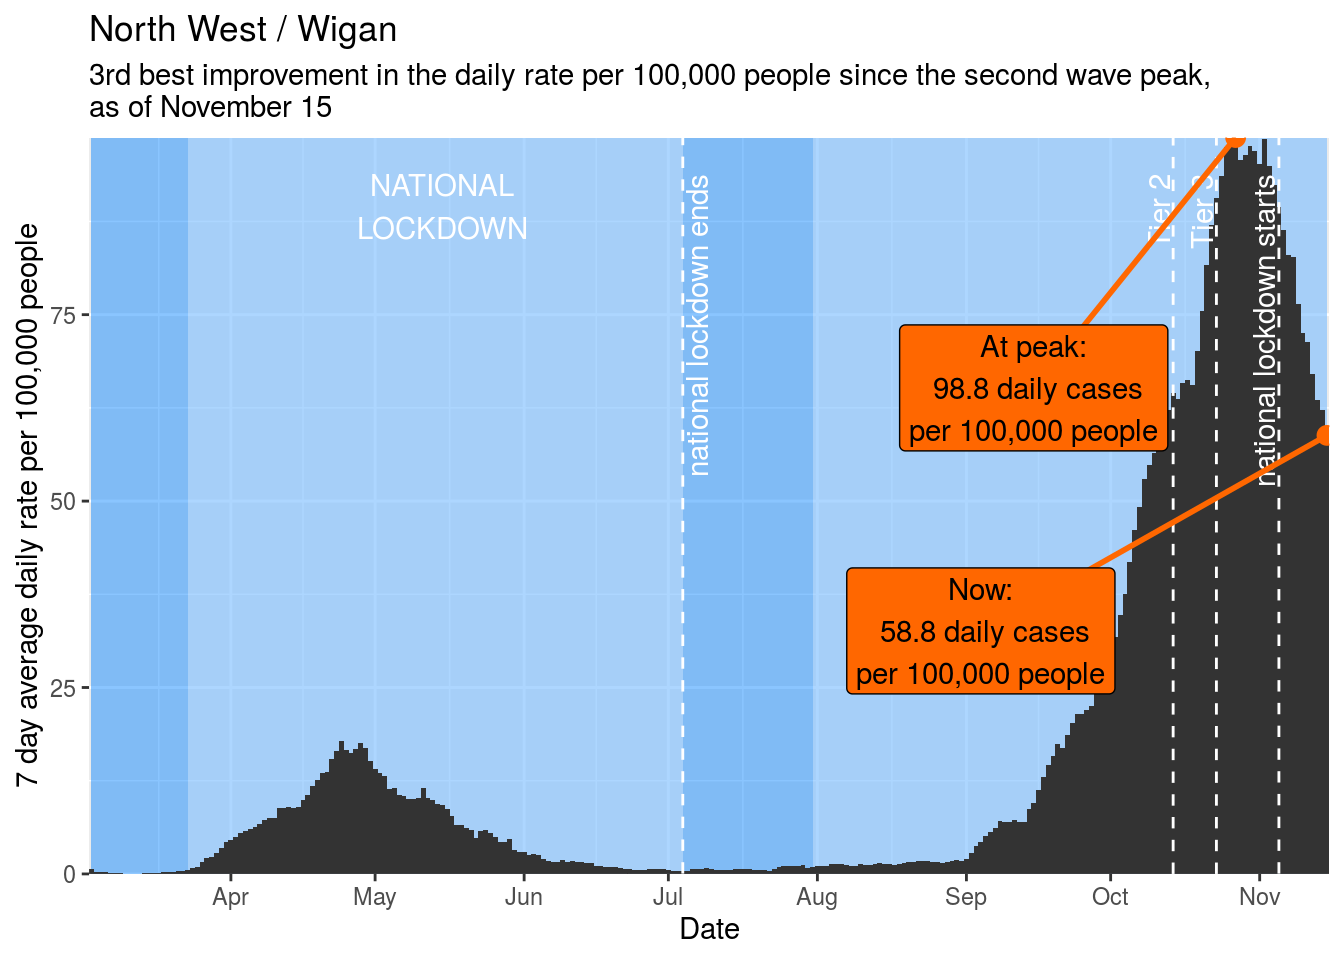 North West / Wigan
3rd best improvement in the daily rate per 100,000 people since the second wave peak,
as of November 15
7 day average daily rate per 100,000 people
75
50
25
0
NATIONAL
LOCKDOWN
national lockdown ends
Tier 2
Tier 3
national lockdown starts
At peak:
98.8 daily cases
per 100,000 people
Now:
58.8 daily cases
per 100,000 people
Apr
May
Jun
Jul
Aug
Sep
Oct
Nov
Date